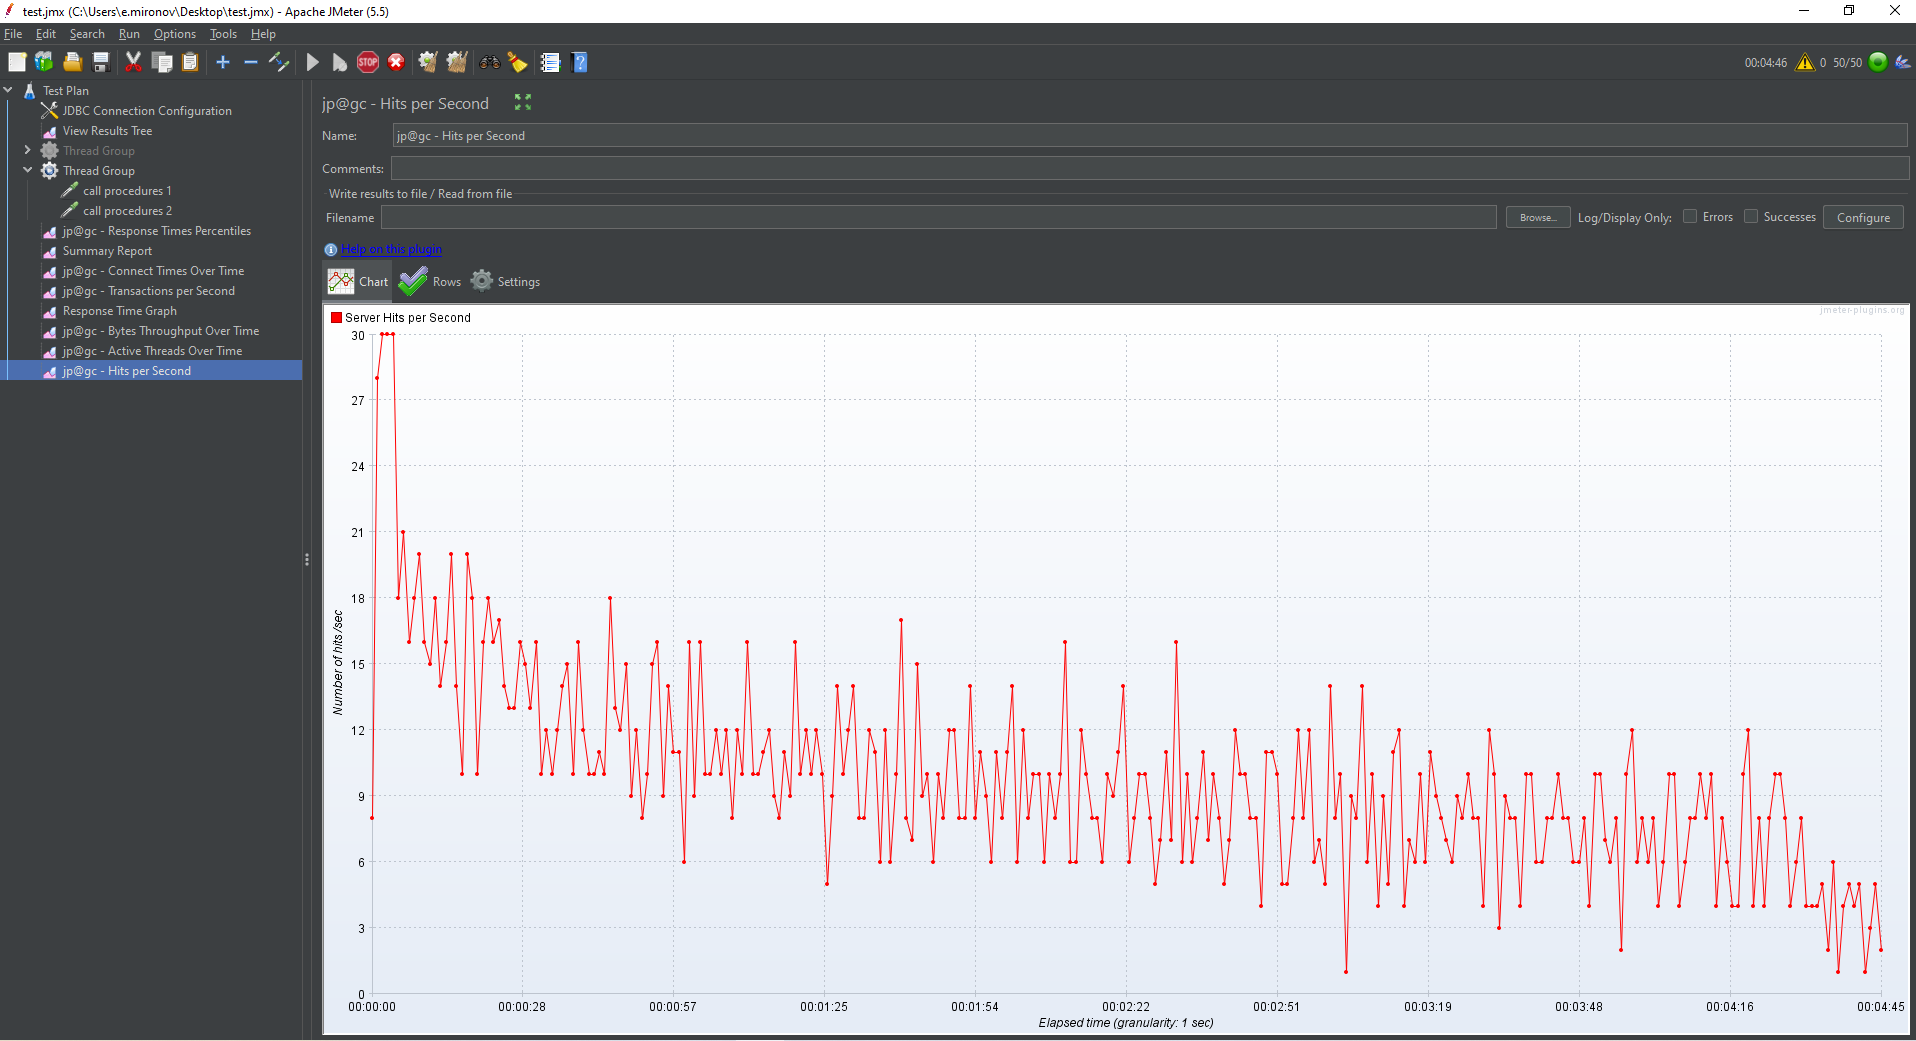 test.jmx (C:\Users\e.mironov\Desktop\test.jmx) - Apache JMeter (5.5)
File Edit Search Run Options Tools Help
STOP
00:04:46 0 50/50
Test Plan
JDBC Connection Configuration
View Results Tree
Thread Group
Thread Group
call procedures 1
call procedures 2
jp@gc - Response Times Percentiles
Summary Report
jp@gc - Connect Times Over Time
jp@gc - Transactions per Second
Response Time Graph
jp@gc - Bytes Throughput Over Time
jp@gc - Active Threads Over Time
jp@gc - Hits per Second
jp@gc - Hits per Second
Name: jp@gc - Hits per Second
Comments:
Write results to file / Read from file
Filename Browse... Log/Display Only: Errors Successes Configure
Help on this plugin
Chart Rows Settings
Server Hits per Second
jmeter-plugins.org
30
27
24
21
18
15
12
9
6
3
0
Number of hits /sec
00:00:00 00:00:28 00:00:57 00:01:25 00:01:54 00:02:22 00:02:51 00:03:19 00:03:48 00:04:16 00:04:45
Elapsed time (granularity: 1 sec)